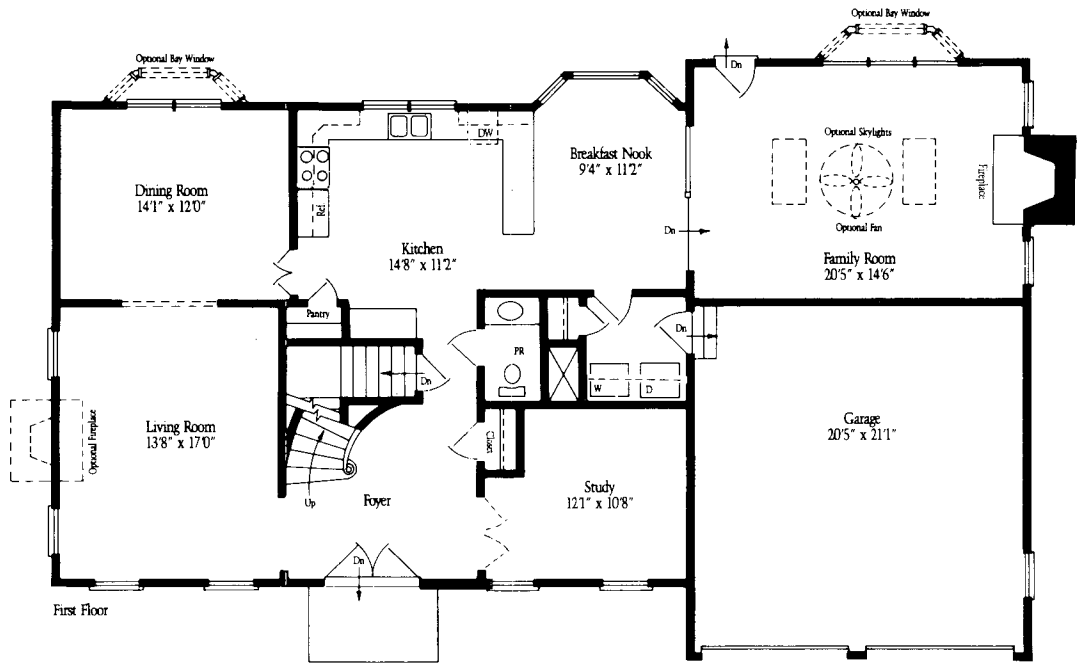 Optional Bay Window
Optional Bay Window
Dn
DW
Optional Skylights
Breakfast Nook
9'4" x 11'2"
Fireplace
Dining Room
14'1" x 12'0"
Ref.
Optional Fan
Dn
Kitchen
14'8" x 11'2"
Family Room
20'5" x 14'6"
Pantry
Dn
PR
Dn
W
D
Optional Fireplace
Living Room
13'8" x 17'0"
Closet
Garage
20'5" x 21'1"
Up
Foyer
Study
12'1" x 10'8"
Dn
First Floor